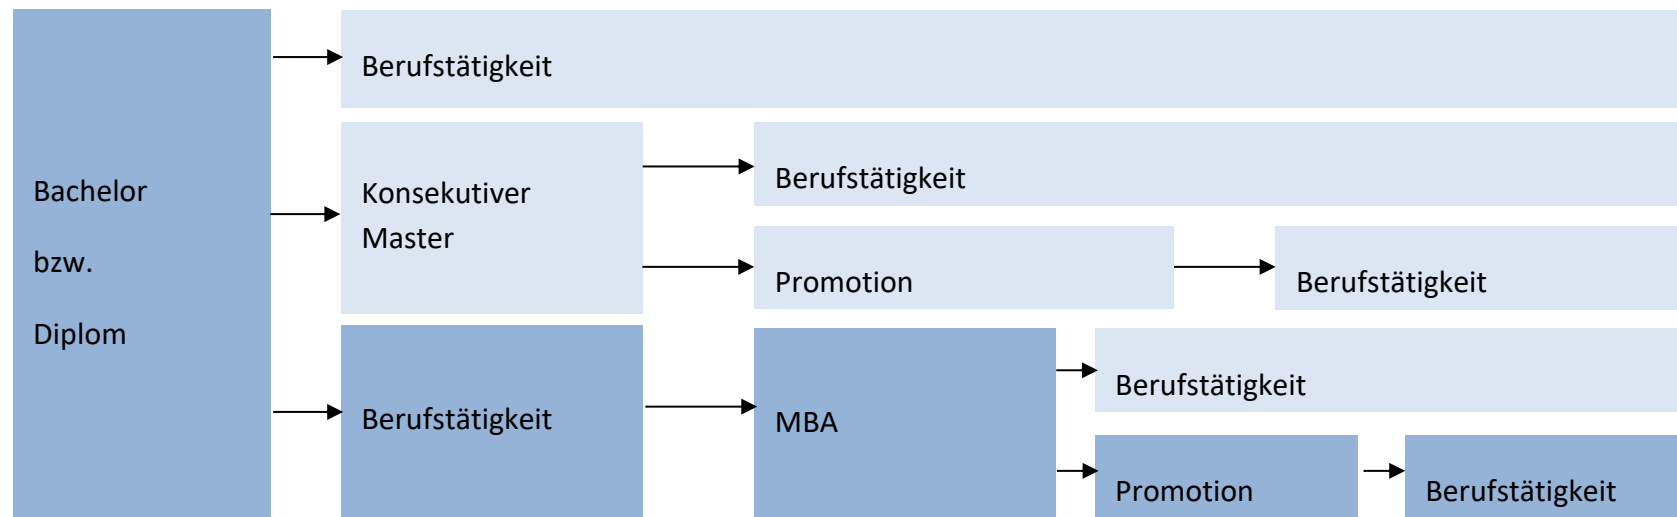 Berufstätigkeit
Bachelor
bzw.
Diplom
Konsekutiver
Master
Berufstätigkeit
Promotion
Berufstätigkeit
Berufstätigkeit
MBA
Berufstätigkeit
Promotion
Berufstätigkeit